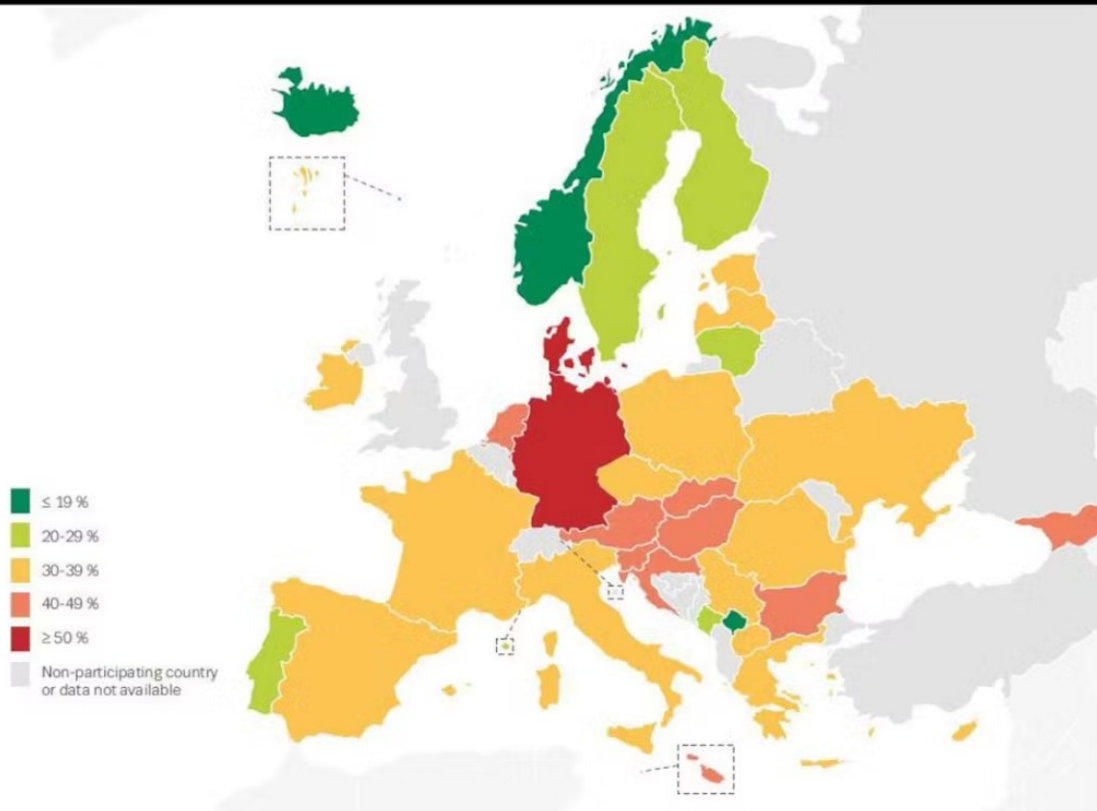 ≤ 19 %
20-29 %
30-39 %
40-49 %
≥ 50 %
Non-participating country
or data not available